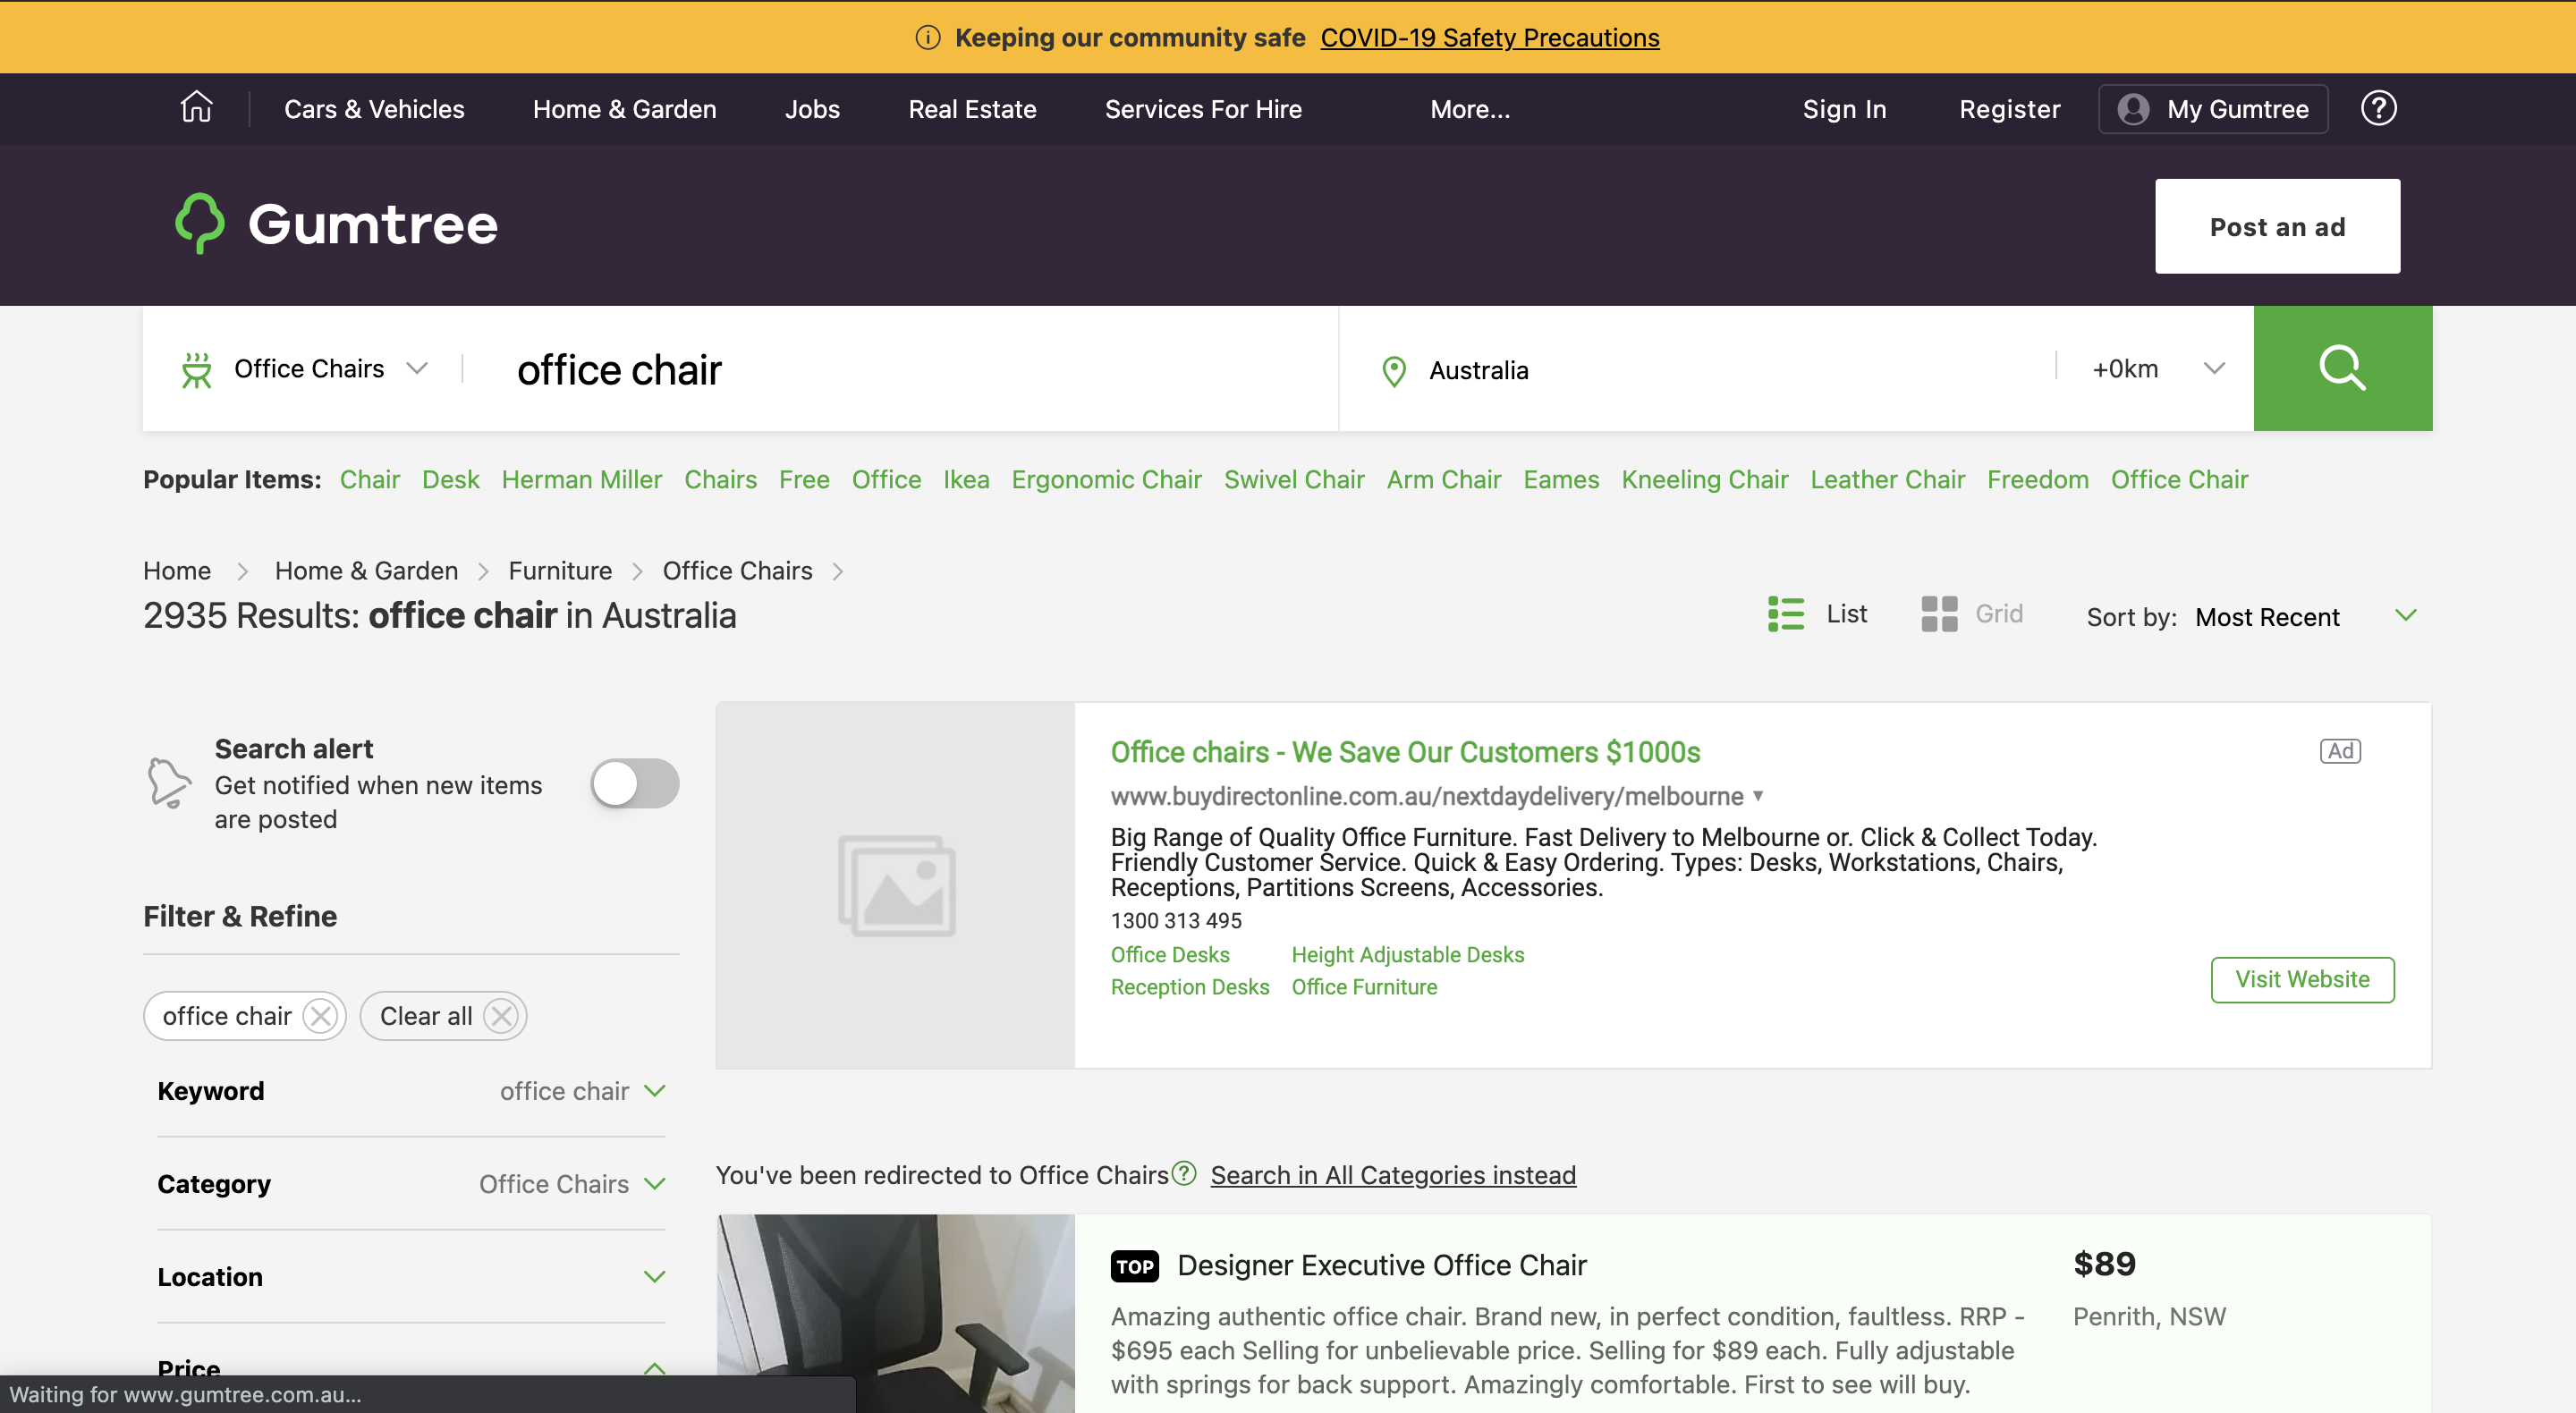 Keeping our community safe COVID-19 Safety Precautions
Cars & Vehicles Home & Garden Jobs Real Estate Services For Hire More... Sign In Register My Gumtree
Gumtree
Post an ad
Office Chairs office chair Australia +0km
Popular Items: Chair Desk Herman Miller Chairs Free Office Ikea Ergonomic Chair Swivel Chair Arm Chair Eames Kneeling Chair Leather Chair Freedom Office Chair
Home Home & Garden Furniture Office Chairs
2935 Results: office chair in Australia
List Grid Sort by: Most Recent
Search alert
Get notified when new items
are posted
Filter & Refine
office chair Clear all
Keyword office chair
Category Office Chairs
Location
Price
Office chairs - We Save Our Customers $1000s
Ad
www.buydirectonline.com.au/nextdaydelivery/melbourne
Big Range of Quality Office Furniture. Fast Delivery to Melbourne or. Click & Collect Today.
Friendly Customer Service. Quick & Easy Ordering. Types: Desks, Workstations, Chairs,
Receptions, Partitions Screens, Accessories.
1300 313 495
Office Desks Height Adjustable Desks
Reception Desks Office Furniture
Visit Website
You've been redirected to Office Chairs Search in All Categories instead
TOP Designer Executive Office Chair
$89
Amazing authentic office chair. Brand new, in perfect condition, faultless. RRP -
$695 each Selling for unbelievable price. Selling for $89 each. Fully adjustable
with springs for back support. Amazingly comfortable. First to see will buy.
Penrith, NSW
Waiting for www.gumtree.com.au...